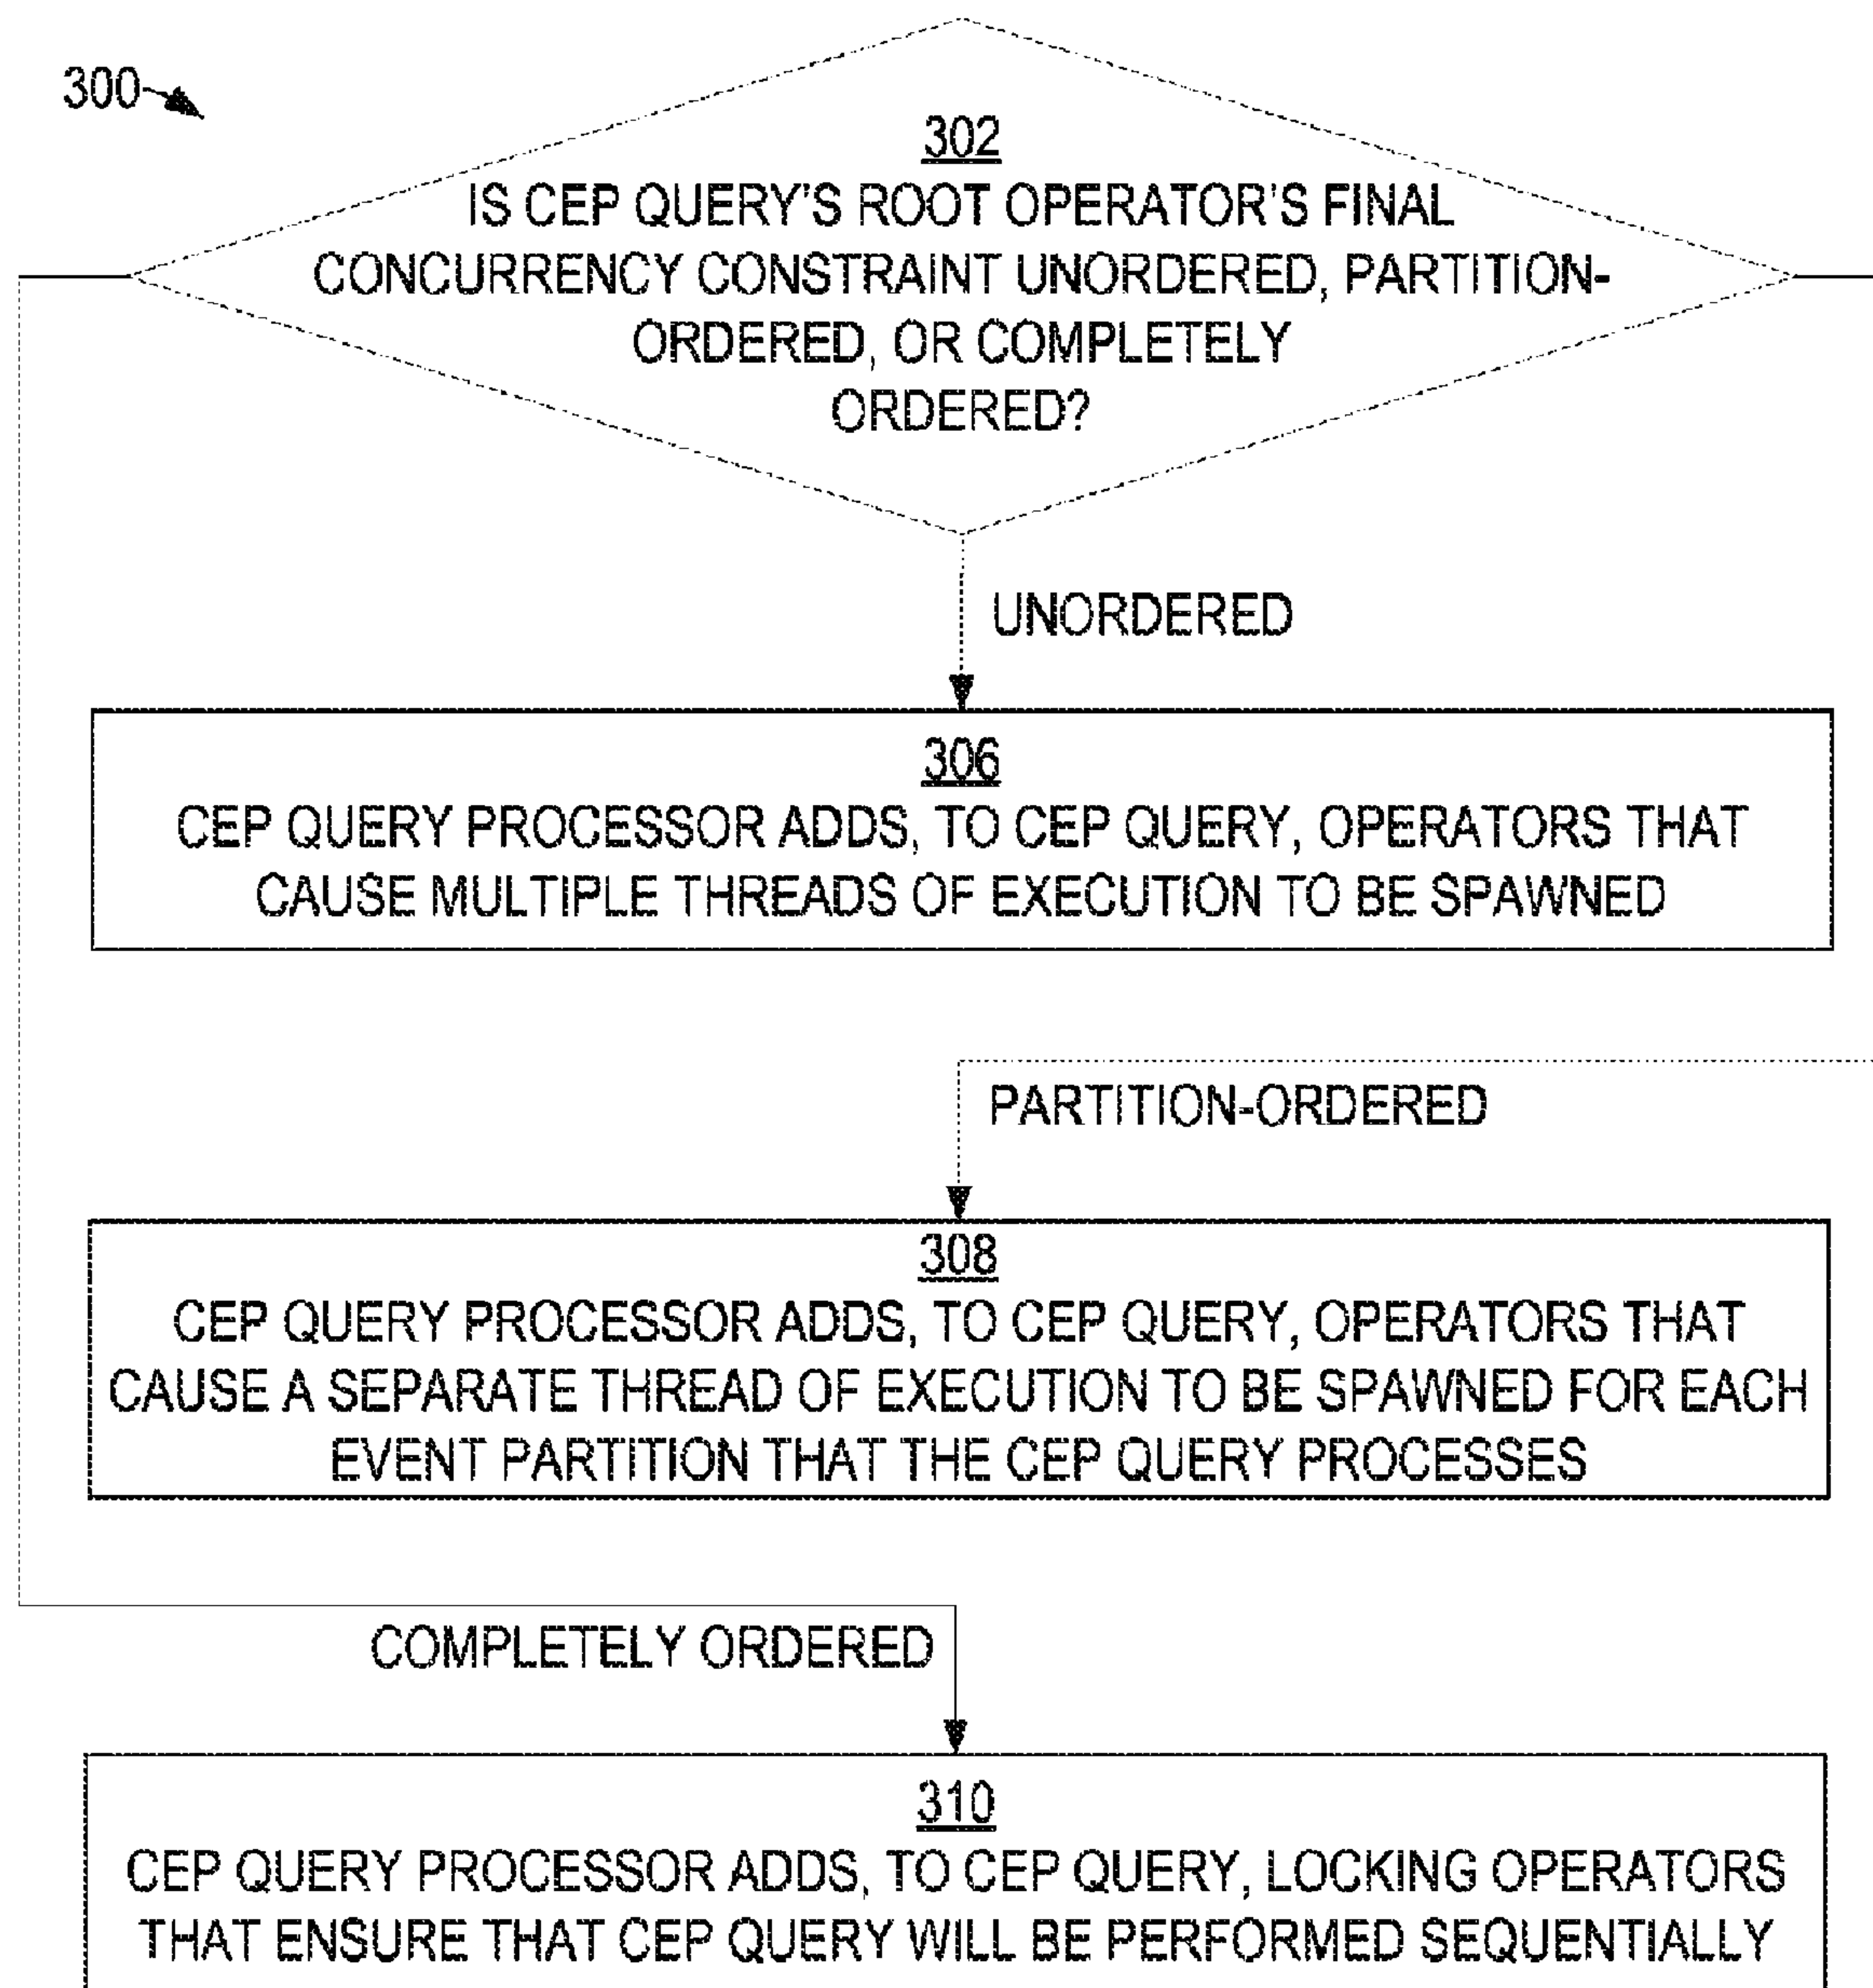 300
302
IS CEP QUERY'S ROOT OPERATOR'S FINAL
CONCURRENCY CONSTRAINT UNORDERED, PARTITION-
ORDERED, OR COMPLETELY
ORDERED?
UNORDERED
306
CEP QUERY PROCESSOR ADDS, TO CEP QUERY, OPERATORS THAT
CAUSE MULTIPLE THREADS OF EXECUTION TO BE SPAWNED
PARTITION-ORDERED
308
CEP QUERY PROCESSOR ADDS, TO CEP QUERY, OPERATORS THAT
CAUSE A SEPARATE THREAD OF EXECUTION TO BE SPAWNED FOR EACH
EVENT PARTITION THAT THE CEP QUERY PROCESSES
COMPLETELY ORDERED
310
CEP QUERY PROCESSOR ADDS, TO CEP QUERY, LOCKING OPERATORS
THAT ENSURE THAT CEP QUERY WILL BE PERFORMED SEQUENTIALLY